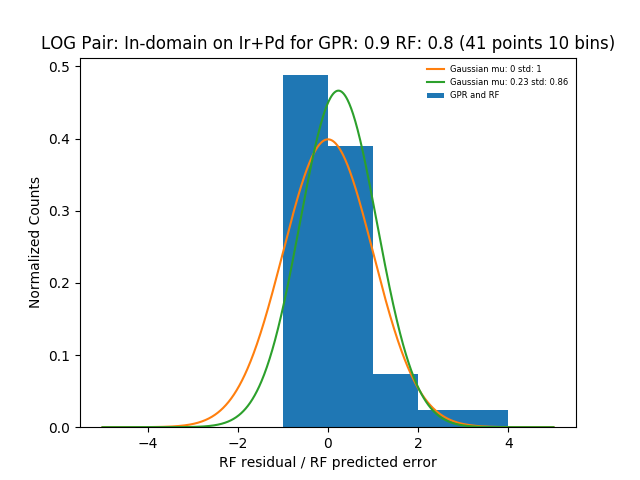 LOG Pair: In-domain on Ir+Pd for GPR: 0.9 RF: 0.8 (41 points 10 bins)
Gaussian mu: 0 std: 1
Gaussian mu: 0.23 std: 0.86
GPR and RF
Normalized Counts
0.5
0.4
0.3
0.2
0.1
0.0
−4 −2 0 2 4
RF residual / RF predicted error